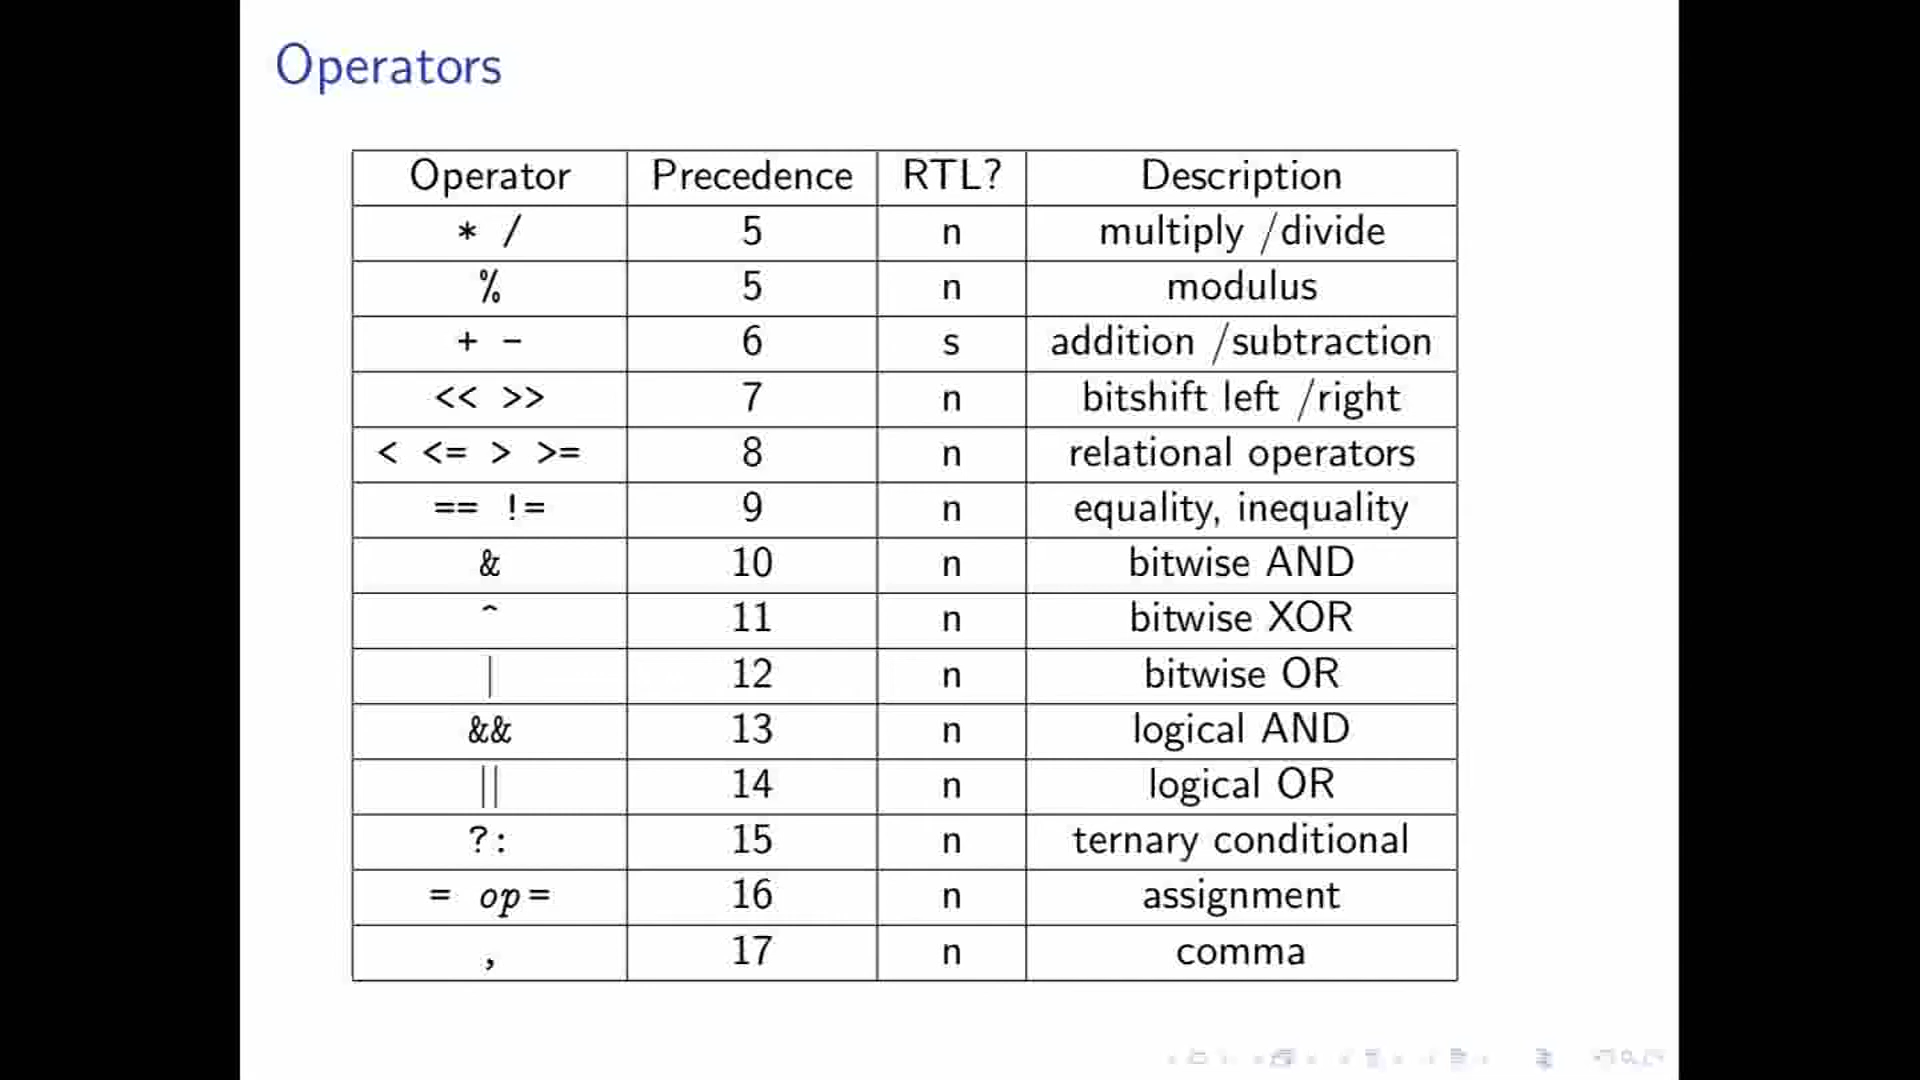 Operators
Operator Precedence RTL? Description
* / 5 n multiply /divide
% 5 n modulus
+ - 6 s addition /subtraction
<< >> 7 n bitshift left /right
< <= > >= 8 n relational operators
== != 9 n equality, inequality
& 10 n bitwise AND
^ 11 n bitwise XOR
| 12 n bitwise OR
&& 13 n logical AND
|| 14 n logical OR
?: 15 n ternary conditional
= op= 16 n assignment
, 17 n comma